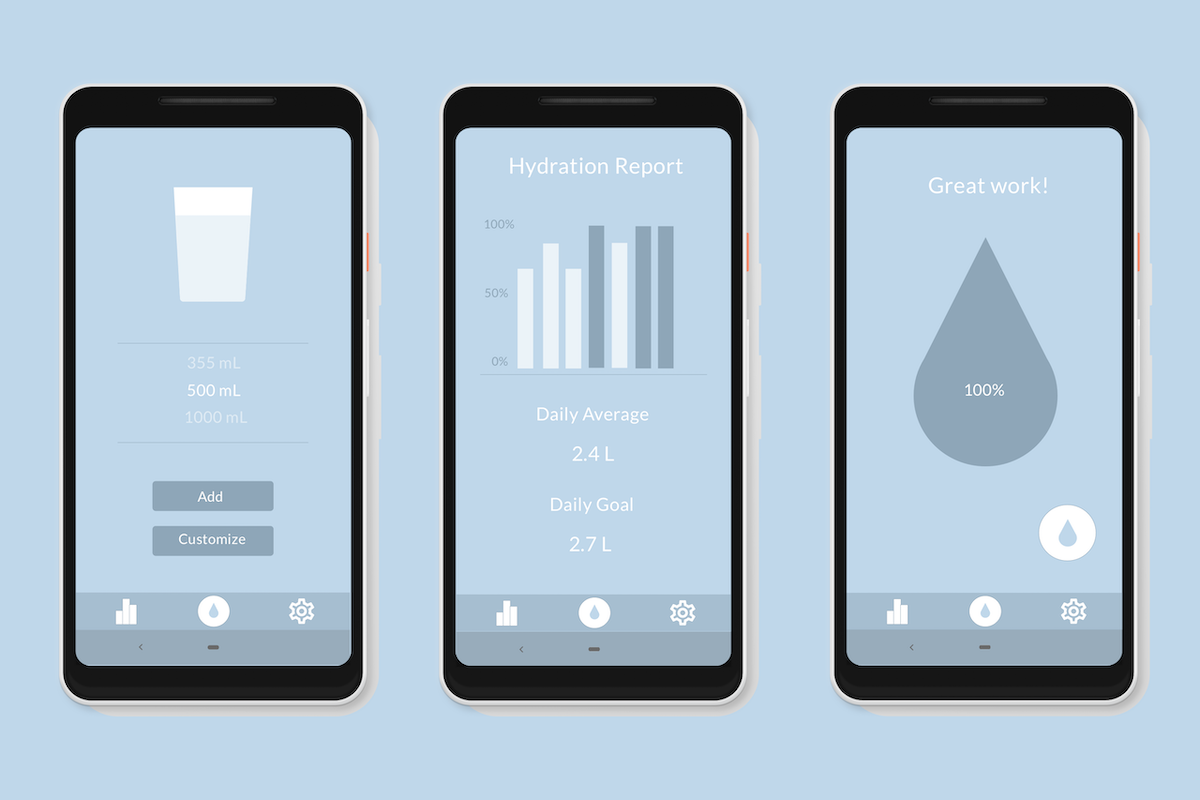 355 mL
500 mL
1000 mL
Add
Customize
Hydration Report
100%
50%
0%
Daily Average
2.4 L
Daily Goal
2.7 L
Great work!
100%